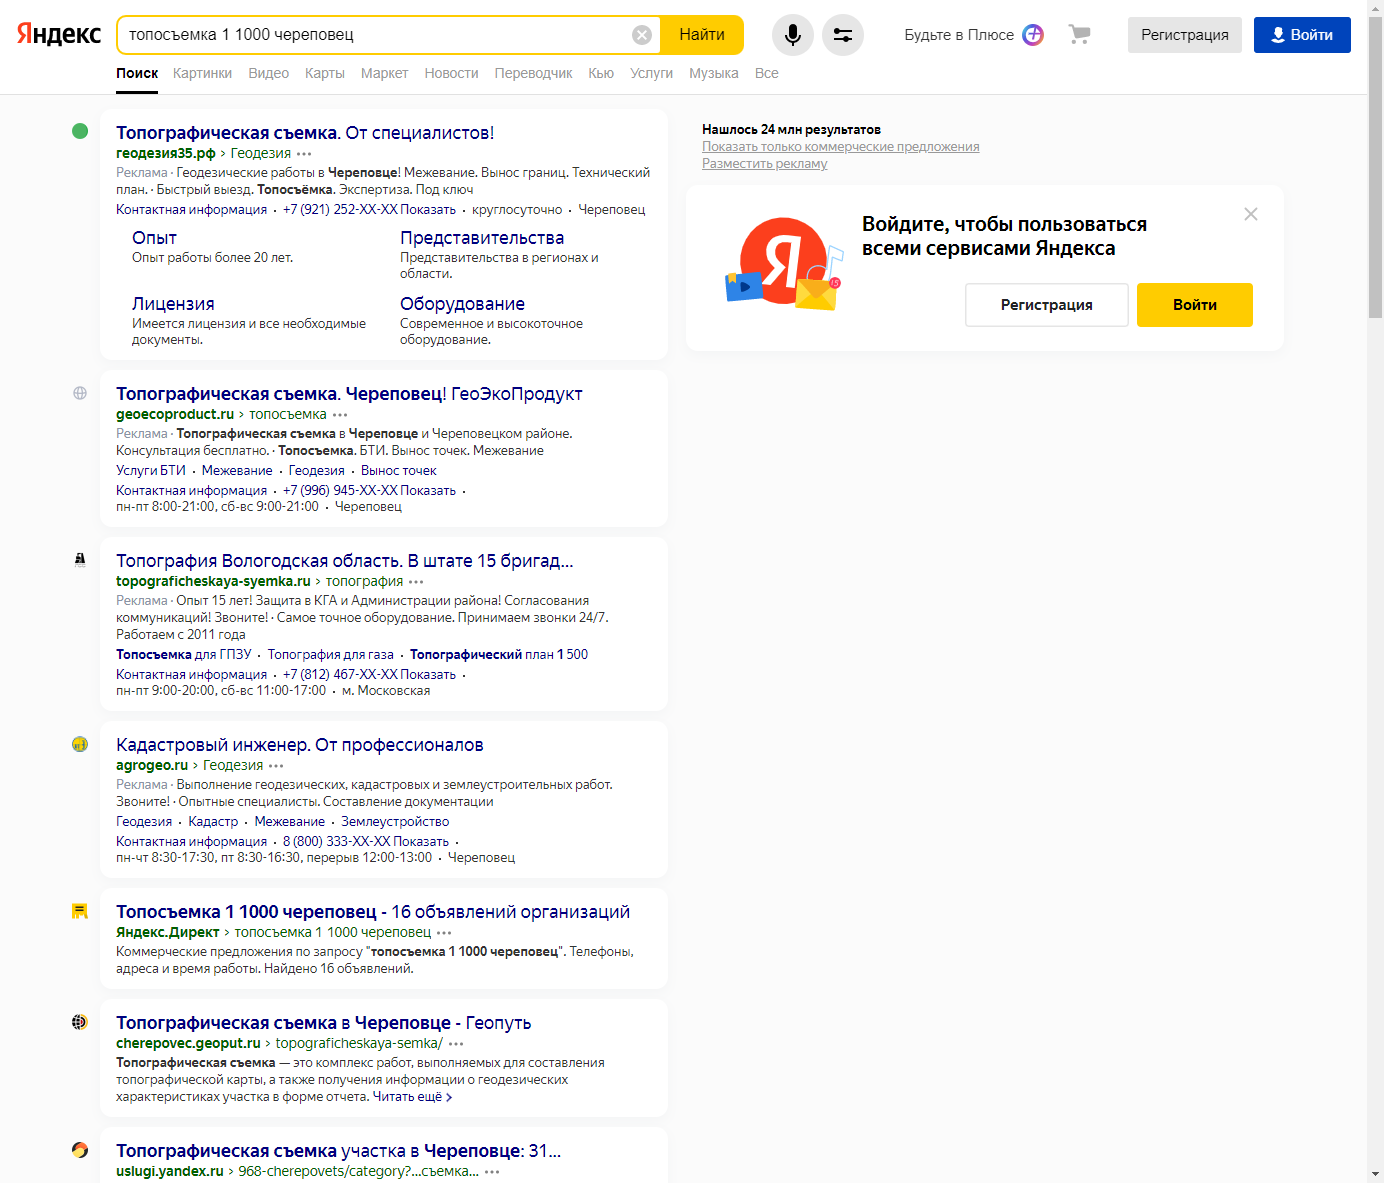 Яндекс
топосъемка 1 1000 череповец
Найти
Будьте в Плюсе
Регистрация
Войти
Поиск Картинки Видео Карты Маркет Новости Переводчик Кью Услуги Музыка Все
Топографическая съемка. От специалистов!
геодезия35.рф › Геодезия
Реклама · Геодезические работы в Череповце! Межевание. Вынос границ. Технический
план. · Быстрый выезд. Топосъёмка. Экспертиза. Под ключ
Контактная информация · +7 (921) 252-XX-XX Показать · круглосуточно · Череповец
Опыт
Опыт работы более 20 лет.
Представительства
Представительства в регионах и
области.
Лицензия
Имеется лицензия и все необходимые
документы.
Оборудование
Современное и высокоточное
оборудование.
Топографическая съемка. Череповец! ГеоЭкоПродукт
geoecoproduct.ru › топосъемка
Реклама · Топографическая съемка в Череповце и Череповецком районе.
Консультация бесплатно. · Топосъемка. БТИ. Вынос точек. Межевание
Услуги БТИ · Межевание · Геодезия · Вынос точек
Контактная информация · +7 (996) 945-XX-XX Показать ·
пн-пт 8:00-21:00, сб-вс 9:00-21:00 · Череповец
Топография Вологодская область. В штате 15 бригад...
topograficheskaya-syemka.ru › топография
Реклама · Опыт 15 лет! Защита в КГА и Администрации района! Согласования
коммуникаций! Звоните! · Самое точное оборудование. Принимаем звонки 24/7.
Работаем с 2011 года
Топосъемка для ГПЗУ · Топография для газа · Топографический план 1 500
Контактная информация · +7 (812) 467-XX-XX Показать ·
пн-пт 9:00-20:00, сб-вс 11:00-17:00 · м. Московская
Кадастровый инженер. От профессионалов
agrogeo.ru › Геодезия
Реклама · Выполнение геодезических, кадастровых и землеустроительных работ.
Звоните! · Опытные специалисты. Составление документации
Геодезия · Кадастр · Межевание · Землеустройство
Контактная информация · 8 (800) 333-XX-XX Показать ·
пн-чт 8:30-17:30, пт 8:30-16:30, перерыв 12:00-13:00 · Череповец
Топосъемка 1 1000 череповец - 16 объявлений организаций
Яндекс.Директ › топосъемка 1 1000 череповец
Коммерческие предложения по запросу "топосъемка 1 1000 череповец". Телефоны,
адреса и время работы. Найдено 16 объявлений.
Топографическая съемка в Череповце - Геопуть
cherepovec.geoput.ru › topograficheskaya-semka/
Топографическая съемка — это комплекс работ, выполняемых для составления
топографической карты, а также получения информации о геодезических
характеристиках участка в форме отчета. Читать ещё ›
Топографическая съемка участка в Череповце: 31...
uslugi.yandex.ru › 968-cherepovets/category?...съемка...
Нашлось 24 млн результатов
Показать только коммерческие предложения
Разместить рекламу
Войдите, чтобы пользоваться
всеми сервисами Яндекса
Регистрация
Войти